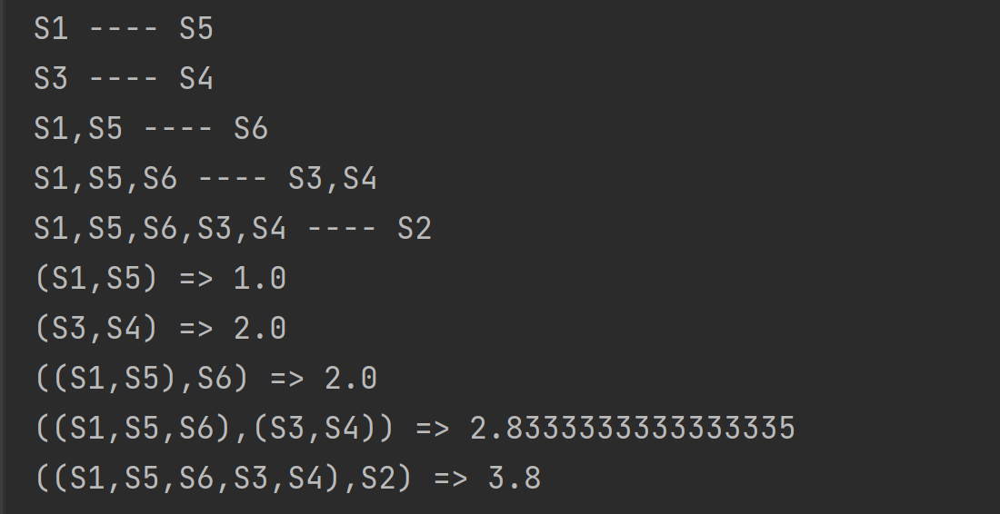 S1 ---- S5
S3 ---- S4
S1,S5 ---- S6
S1,S5,S6 ---- S3,S4
S1,S5,S6,S3,S4 ---- S2
(S1,S5) => 1.0
(S3,S4) => 2.0
((S1,S5),S6) => 2.0
((S1,S5,S6),(S3,S4)) => 2.8333333333333335
((S1,S5,S6,S3,S4),S2) => 3.8